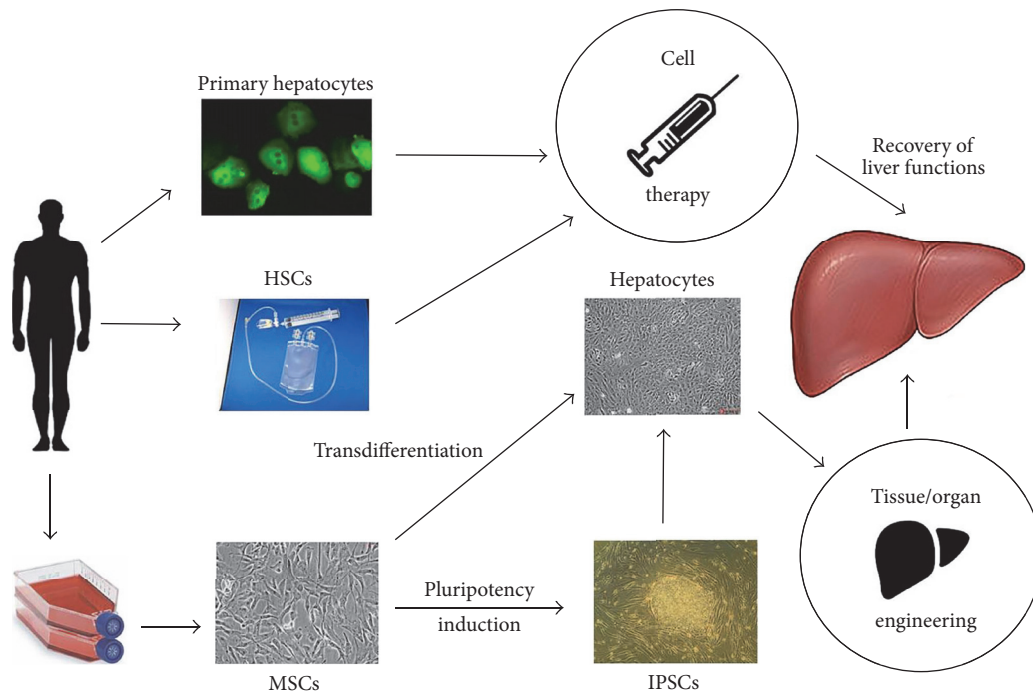 Primary hepatocytes
Cell
therapy
Recovery of
liver functions
HSCs
Hepatocytes
Transdifferentiation
Tissue/organ
engineering
Pluripotency
induction
MSCs
IPSCs